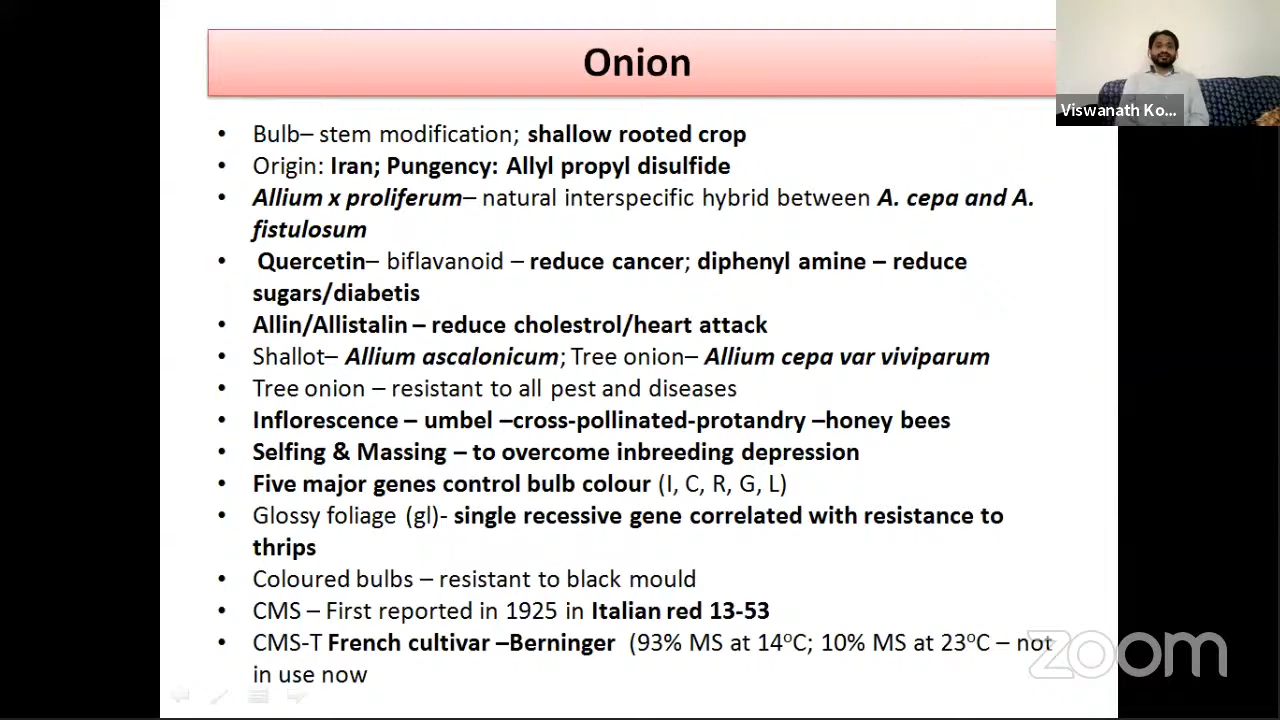 Onion
Viswanath Ko...
• Bulb– stem modification; shallow rooted crop
• Origin: Iran; Pungency: Allyl propyl disulfide
• Allium x proliferum– natural interspecific hybrid between A. cepa and A.
fistulosum
• Quercetin– biflavanoid – reduce cancer; diphenyl amine – reduce
sugars/diabetis
• Allin/Allistalin – reduce cholestrol/heart attack
• Shallot– Allium ascalonicum; Tree onion– Allium cepa var viviparum
• Tree onion – resistant to all pest and diseases
• Inflorescence – umbel –cross-pollinated-protandry –honey bees
• Selfing & Massing – to overcome inbreeding depression
• Five major genes control bulb colour (I, C, R, G, L)
• Glossy foliage (gl)- single recessive gene correlated with resistance to
thrips
• Coloured bulbs – resistant to black mould
• CMS – First reported in 1925 in Italian red 13-53
• CMS-T French cultivar –Berninger (93% MS at 14ºC; 10% MS at 23ºC – not
in use now
zoom